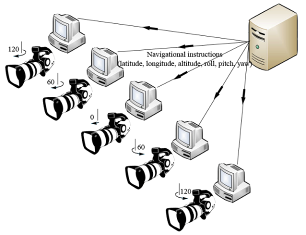 Navigational instructions
(latitude, longitude, altitude, roll, pitch, yaw)
120
60
0
60
120